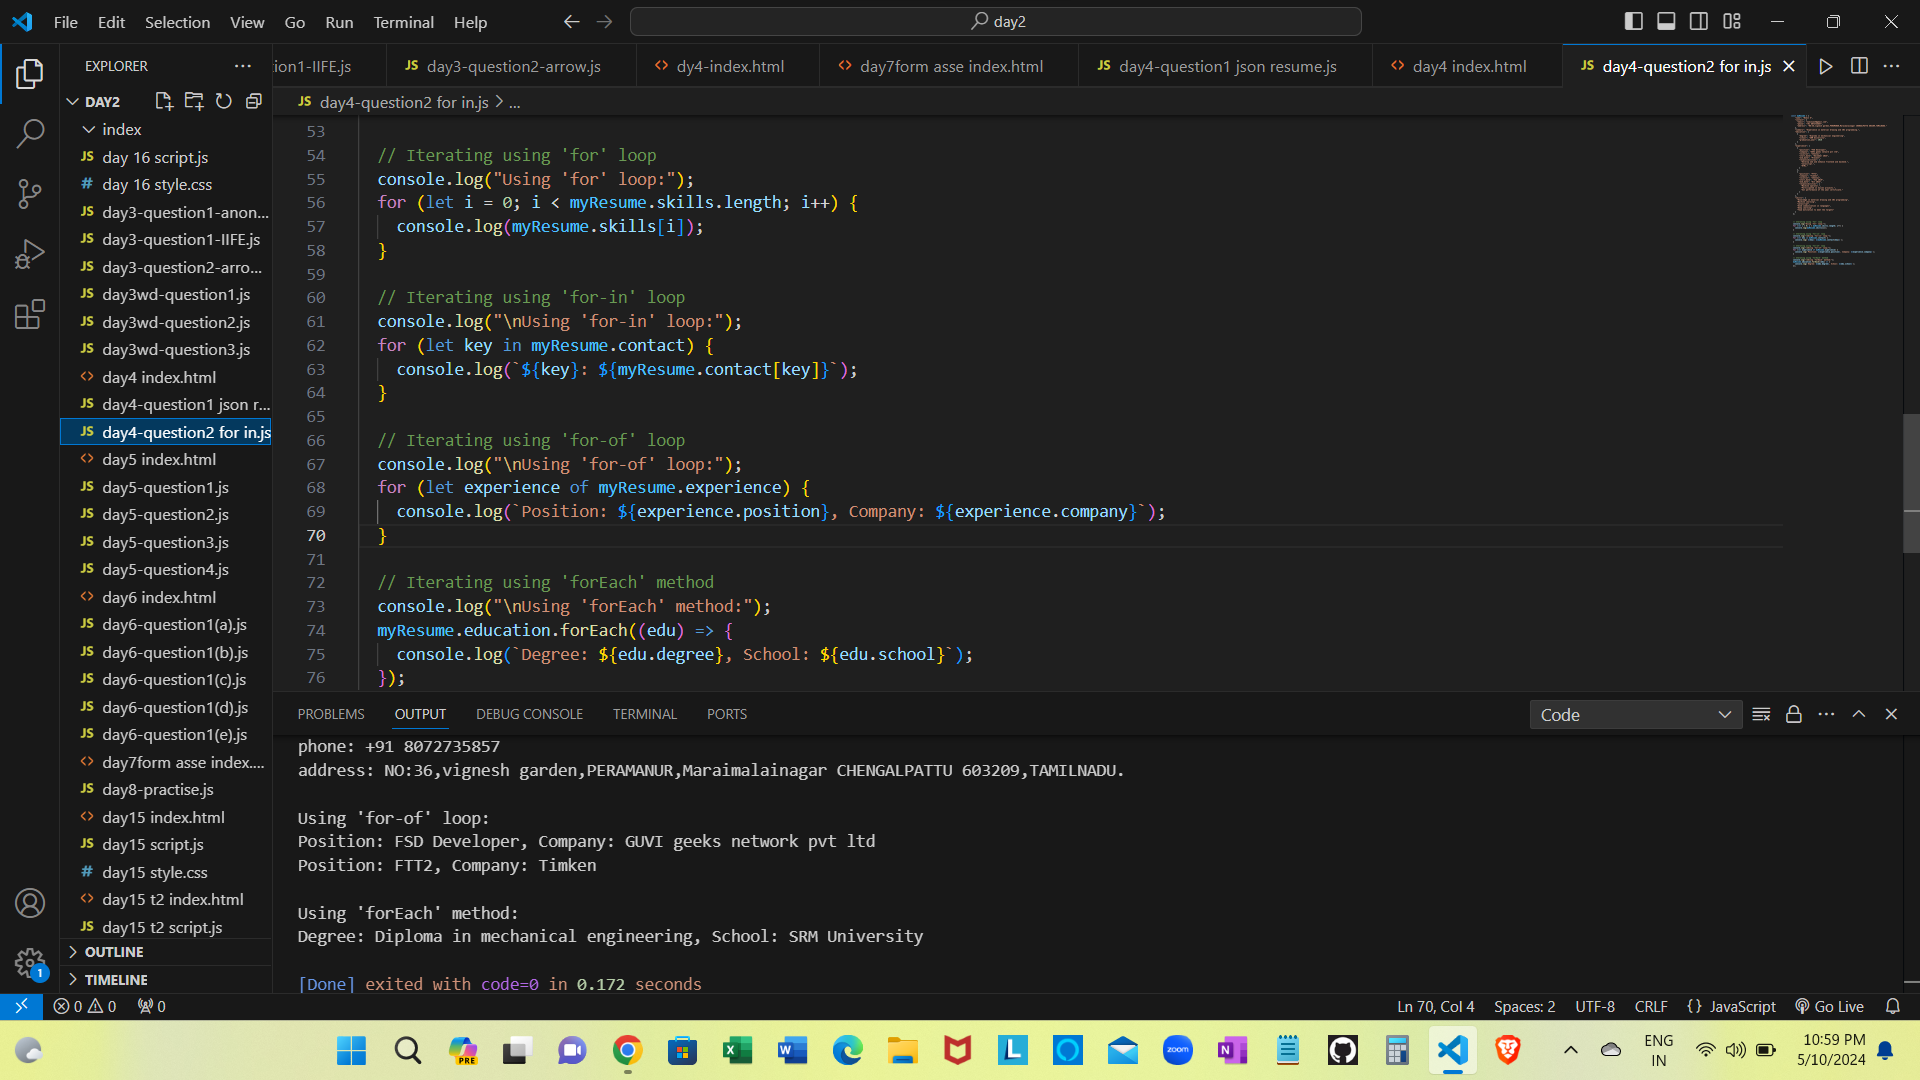 File Edit Selection View Go Run Terminal Help
day2
EXPLORER
ion1-IIFE.js
JS day3-question2-arrow.js
<> dy4-index.html
<> day7form asse index.html
JS day4-question1 json resume.js
<> day4 index.html
JS day4-question2 for in.js
DAY2
JS day4-question2 for in.js > ...
index
JS day 16 script.js
# day 16 style.css
JS day3-question1-anon...
JS day3-question1-IIFE.js
JS day3-question2-arro...
JS day3wd-question1.js
JS day3wd-question2.js
JS day3wd-question3.js
<> day4 index.html
JS day4-question1 json r...
JS day4-question2 for in.js
<> day5 index.html
JS day5-question1.js
JS day5-question2.js
JS day5-question3.js
JS day5-question4.js
<> day6 index.html
JS day6-question1(a).js
JS day6-question1(b).js
JS day6-question1(c).js
JS day6-question1(d).js
JS day6-question1(e).js
<> day7form asse index....
JS day8-practise.js
<> day15 index.html
JS day15 script.js
# day15 style.css
<> day15 t2 index.html
JS day15 t2 script.js
OUTLINE
TIMELINE
53
54 // Iterating using 'for' loop
55 console.log("Using 'for' loop:");
56 for (let i = 0; i < myResume.skills.length; i++) {
57 console.log(myResume.skills[i]);
58 }
59
60 // Iterating using 'for-in' loop
61 console.log("\nUsing 'for-in' loop:");
62 for (let key in myResume.contact) {
63 console.log(`${key}: ${myResume.contact[key]}`);
64 }
65
66 // Iterating using 'for-of' loop
67 console.log("\nUsing 'for-of' loop:");
68 for (let experience of myResume.experience) {
69 console.log(`Position: ${experience.position}, Company: ${experience.company}`);
70 }
71
72 // Iterating using 'forEach' method
73 console.log("\nUsing 'forEach' method:");
74 myResume.education.forEach((edu) => {
75 console.log(`Degree: ${edu.degree}, School: ${edu.school}`);
76 });
PROBLEMS OUTPUT DEBUG CONSOLE TERMINAL PORTS
Code
phone: +91 8072735857
address: NO:36,vignesh garden,PERAMANUR,Maraimalainagar CHENGALPATTU 603209,TAMILNADU.
Using 'for-of' loop:
Position: FSD Developer, Company: GUVI geeks network pvt ltd
Position: FTT2, Company: Timken
Using 'forEach' method:
Degree: Diploma in mechanical engineering, School: SRM University
[Done] exited with code=0 in 0.172 seconds
1
0 0 0
Ln 70, Col 4 Spaces: 2 UTF-8 CRLF {} JavaScript Go Live
PRE
zoom
ENG
IN
10:59 PM
5/10/2024